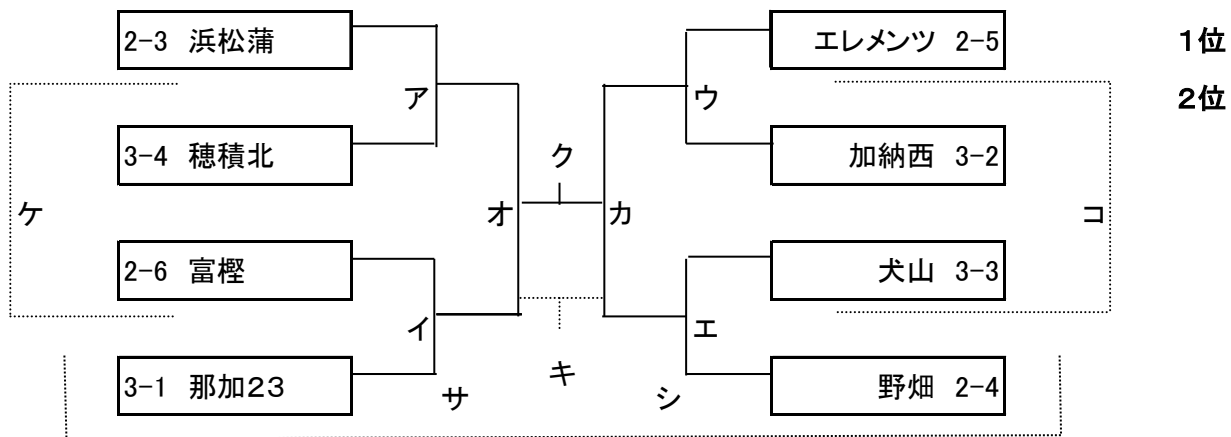 2-3 浜松蒲
エレメンツ 2-5
1位
ア
ウ
2位
3-4 穂積北
ク
加納西 3-2
ケ
オ
カ
コ
2-6 富樫
犬山 3-3
イ
エ
キ
3-1 那加23
サ
シ
野畑 2-4